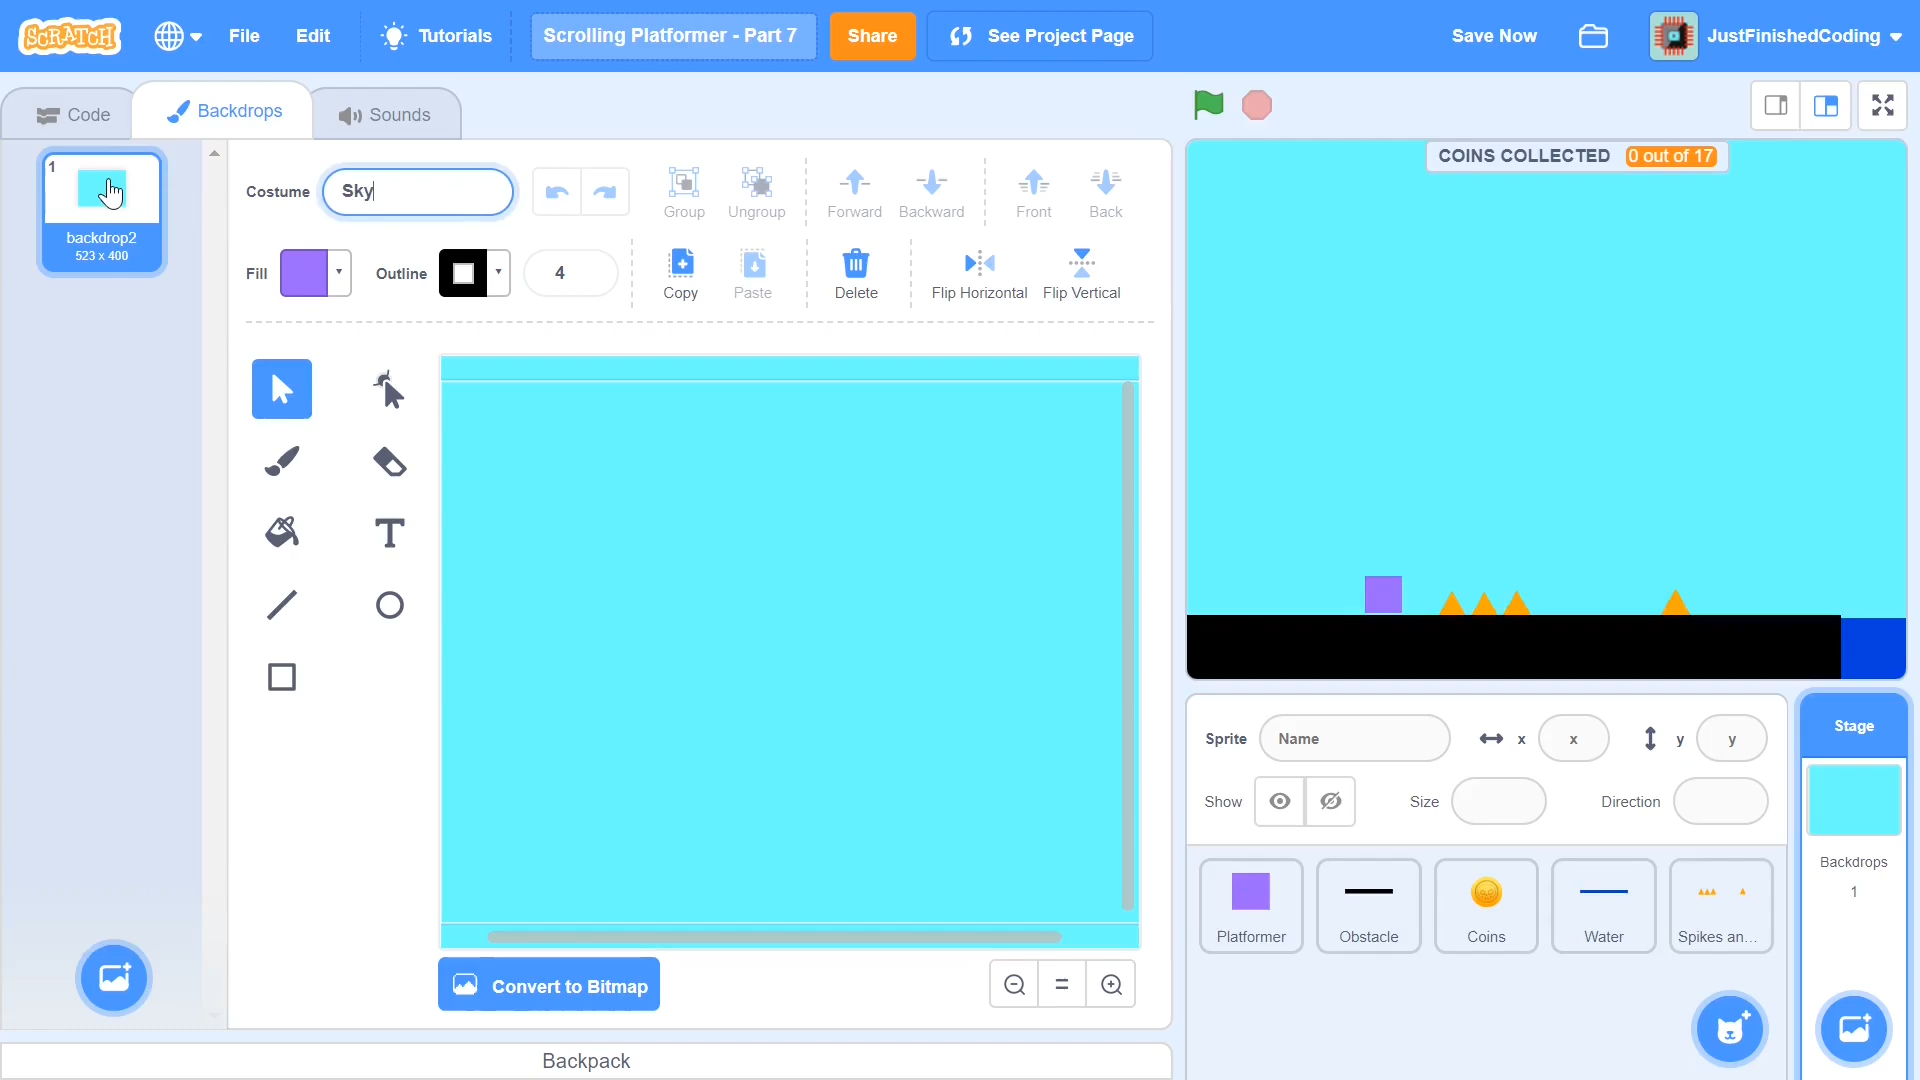 SCRATCH
File
Edit
Tutorials
Scrolling Platformer - Part 7
Share
See Project Page
Save Now
JustFinishedCoding
Code
Backdrops
Sounds
1
backdrop2
523 x 400
Costume
Sky
Group
Ungroup
Forward
Backward
Front
Back
Fill
Outline
4
Copy
Paste
Delete
Flip Horizontal
Flip Vertical
T
Convert to Bitmap
=
Backpack
COINS COLLECTED 0 out of 17
Sprite
Name
x
x
y
y
Show
Size
Direction
Platformer
Obstacle
Coins
Water
Spikes an...
Stage
Backdrops
1